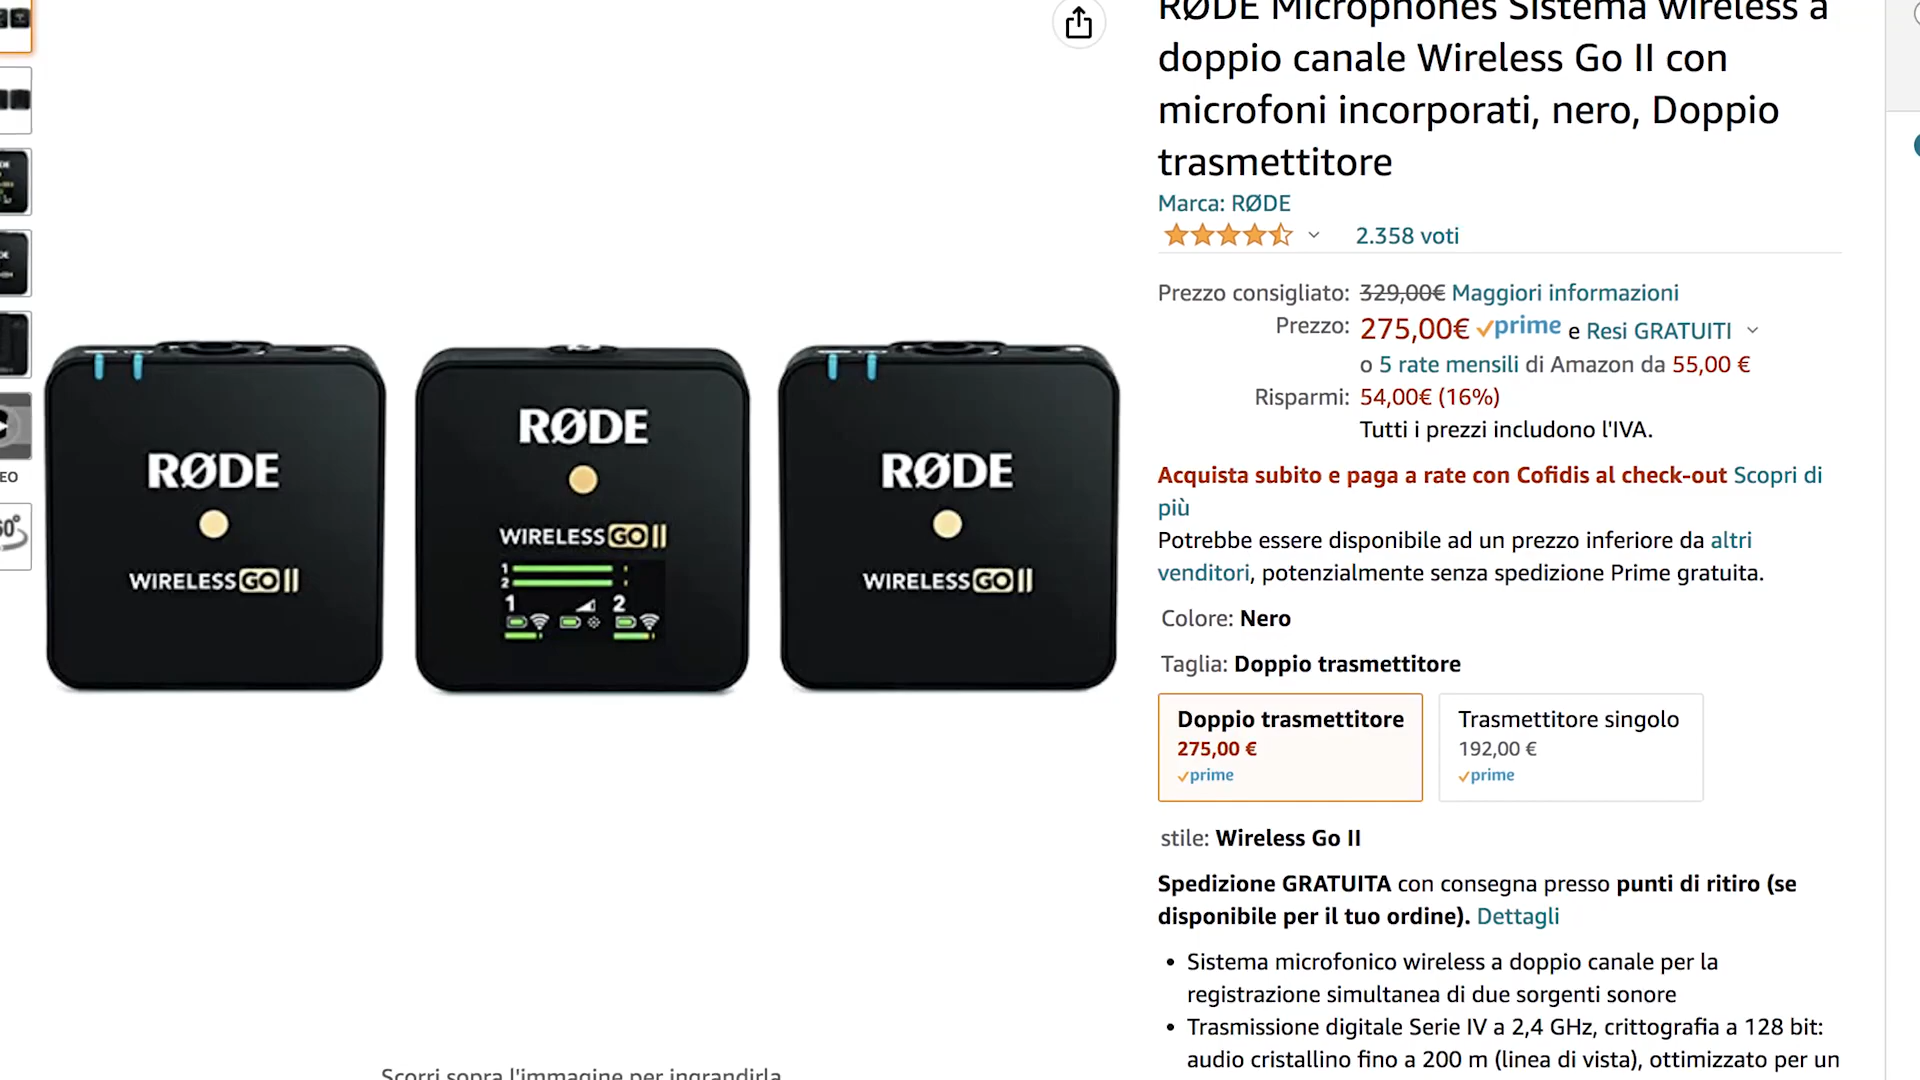 RØDE Microphones Sistema wireless a
doppio canale Wireless Go II con
microfoni incorporati, nero, Doppio
trasmettitore
Marca: RØDE
2.358 voti
Prezzo consigliato: 329,00€ Maggiori informazioni
Prezzo: 275,00€ prime e Resi GRATUITI
o 5 rate mensili di Amazon da 55,00 €
Risparmi: 54,00€ (16%)
Tutti i prezzi includono l'IVA.
Acquista subito e paga a rate con Cofidis al check-out Scopri di
più
Potrebbe essere disponibile ad un prezzo inferiore da altri
venditori, potenzialmente senza spedizione Prime gratuita.
Colore: Nero
Taglia: Doppio trasmettitore
Doppio trasmettitore
275,00 €
prime
Trasmettitore singolo
192,00 €
prime
stile: Wireless Go II
Spedizione GRATUITA con consegna presso punti di ritiro (se
disponibile per il tuo ordine). Dettagli
• Sistema microfonico wireless a doppio canale per la
registrazione simultanea di due sorgenti sonore
• Trasmissione digitale Serie IV a 2,4 GHz, crittografia a 128 bit:
audio cristallino fino a 200 m (linea di vista), ottimizzato per un
RØDE
WIRELESS GO II
RØDE
WIRELESS GO II
1
2
1 2
RØDE
WIRELESS GO II
Scorri sopra l'immagine per ingrandirla